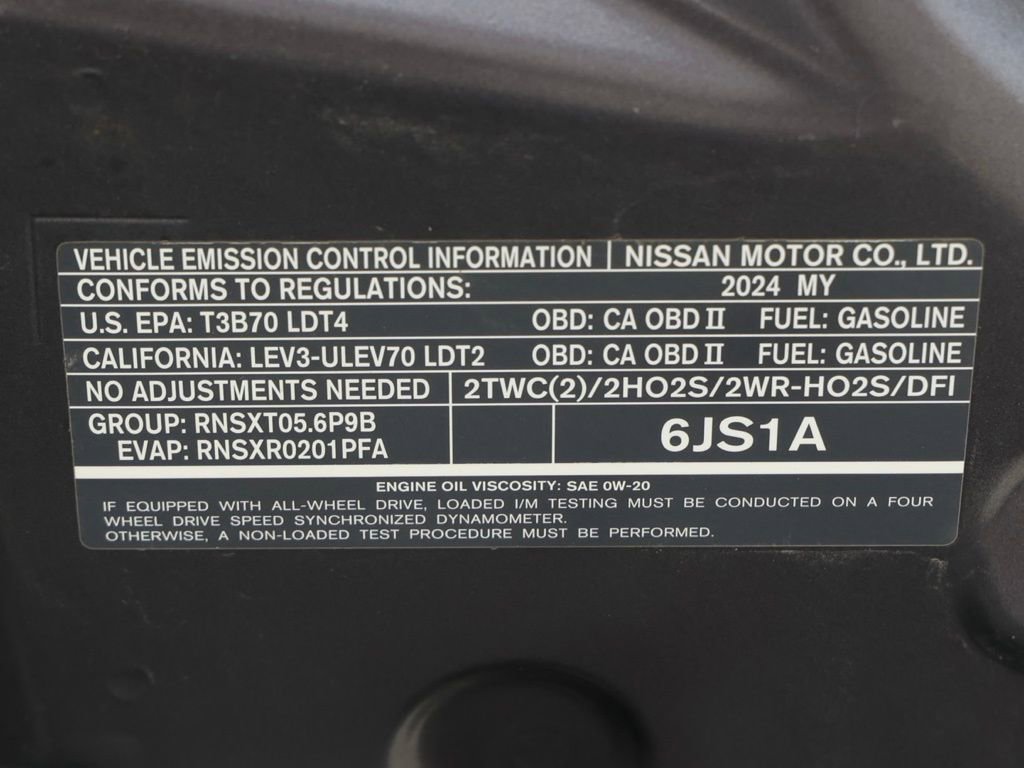 VEHICLE EMISSION CONTROL INFORMATION NISSAN MOTOR CO., LTD.
CONFORMS TO REGULATIONS: 2024 MY
U.S. EPA: T3B70 LDT4 OBD: CA OBD II FUEL: GASOLINE
CALIFORNIA: LEV3-ULEV70 LDT2 OBD: CA OBD II FUEL: GASOLINE
NO ADJUSTMENTS NEEDED 2TWC(2)/2HO2S/2WR-HO2S/DFI
GROUP: RNSXT05.6P9B
EVAP: RNSXR0201PFA
6JS1A
ENGINE OIL VISCOSITY: SAE 0W-20
IF EQUIPPED WITH ALL-WHEEL DRIVE, LOADED I/M TESTING MUST BE CONDUCTED ON A FOUR
WHEEL DRIVE SPEED SYNCHRONIZED DYNAMOMETER.
OTHERWISE, A NON-LOADED TEST PROCEDURE MUST BE PERFORMED.